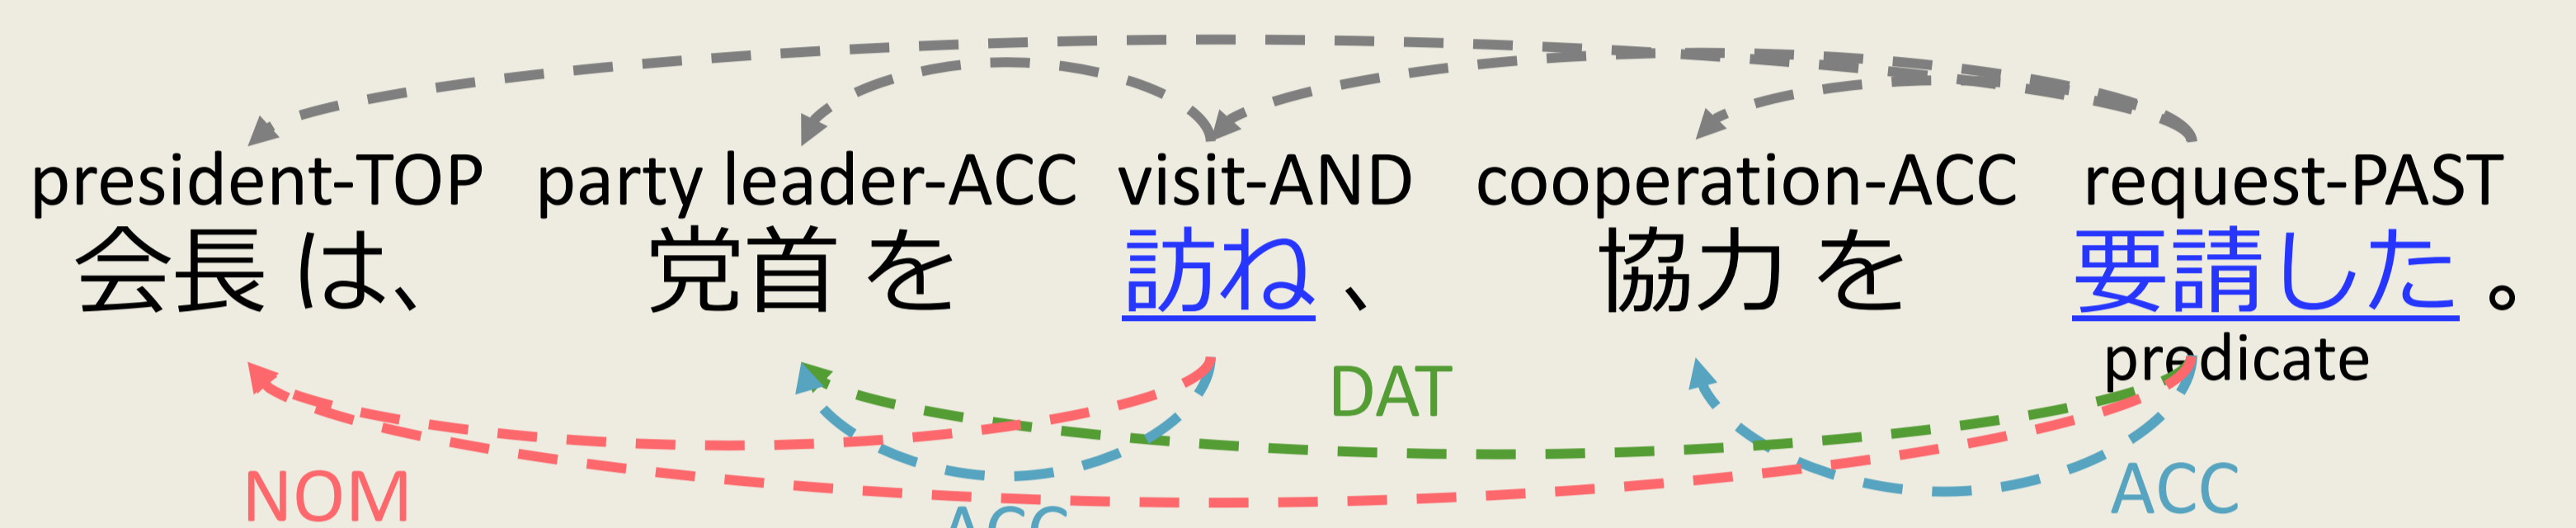 president-TOP party leader-ACC visit-AND cooperation-ACC request-PAST
会長 は、 党首 を 訪ね 、 協力 を 要請した 。
predicate
DAT
NOM ACC ACC